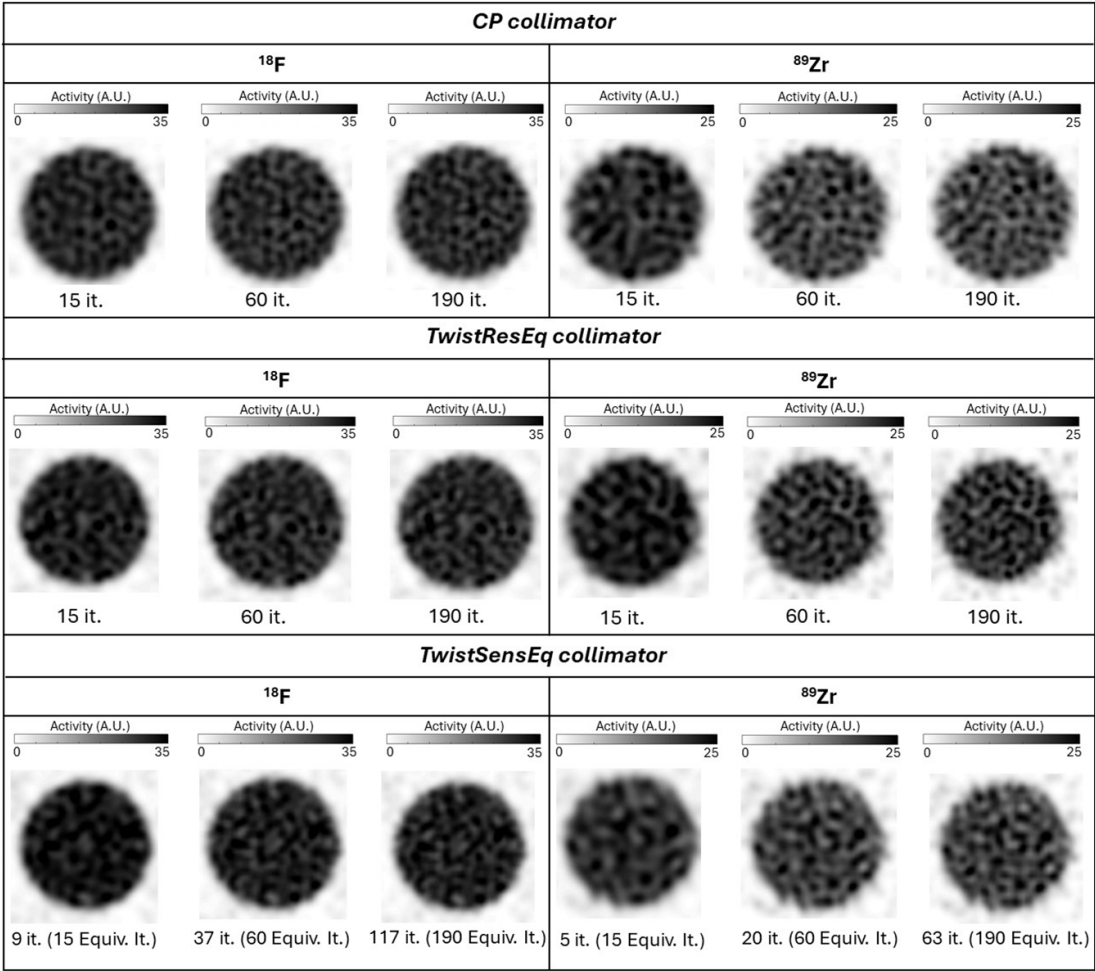 CP collimator
¹⁸F
⁸⁹Zr
Activity (A.U.) Activity (A.U.) Activity (A.U.) Activity (A.U.) Activity (A.U.) Activity (A.U.)
0 35 0 35 0 35 0 25 0 25 0 25
15 it. 60 it. 190 it. 15 it. 60 it. 190 it.
TwistResEq collimator
¹⁸F
⁸⁹Zr
Activity (A.U.) Activity (A.U.) Activity (A.U.) Activity (A.U.) Activity (A.U.) Activity (A.U.)
0 35 0 35 0 35 0 25 0 25 0 25
15 it. 60 it. 190 it. 15 it. 60 it. 190 it.
TwistSensEq collimator
¹⁸F
⁸⁹Zr
Activity (A.U.) Activity (A.U.) Activity (A.U.) Activity (A.U.) Activity (A.U.) Activity (A.U.)
0 35 0 35 0 35 0 25 0 25 0 25
9 it. (15 Equiv. It.) 37 it. (60 Equiv. It.) 117 it. (190 Equiv. It.) 5 it. (15 Equiv. It.) 20 it. (60 Equiv. It.) 63 it. (190 Equiv. It.)